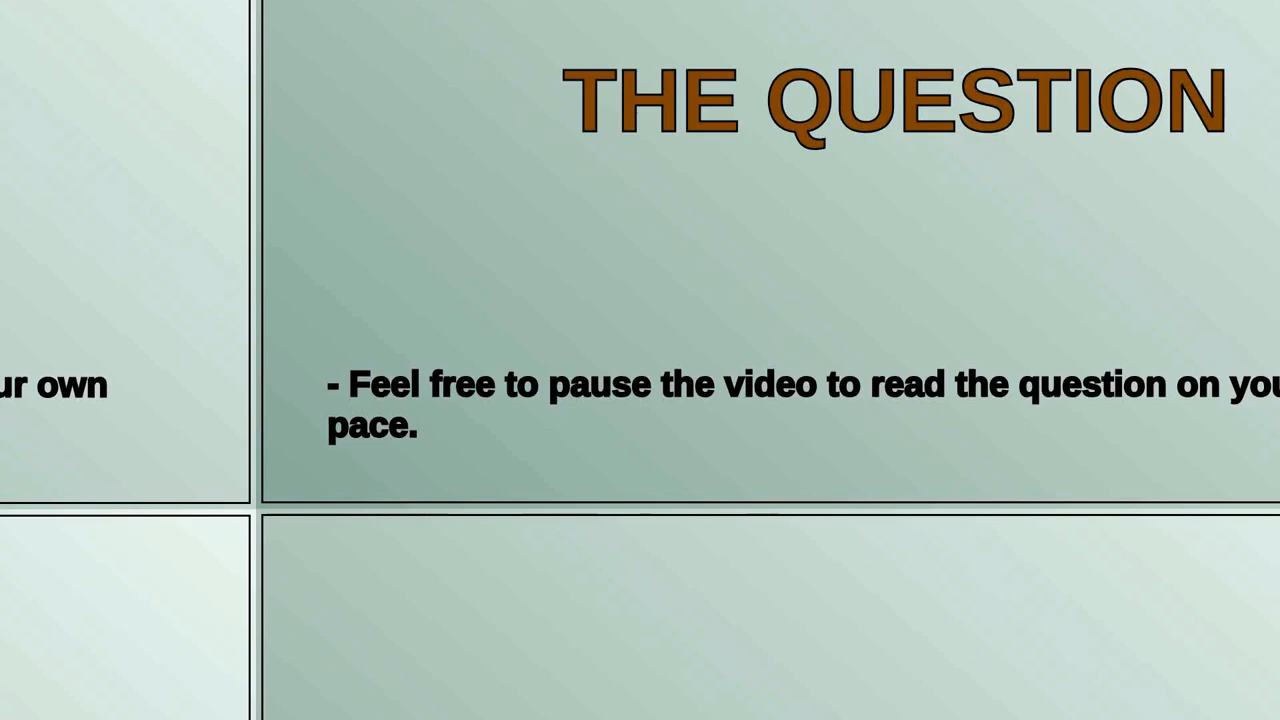 THE QUESTION
ur own
- Feel free to pause the video to read the question on you
pace.